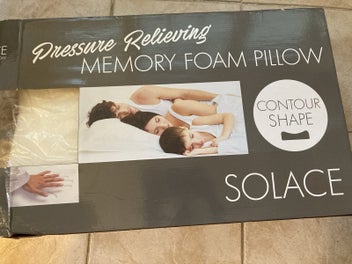 Pressure Relieving
MEMORY FOAM PILLOW
CONTOUR
SHAPE
SOLACE